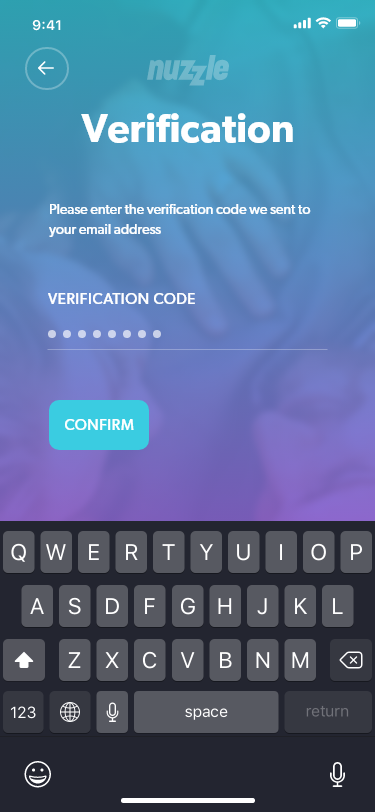 9:41
nuzzle
Verification
Please enter the verification code we sent to
your email address
VERIFICATION CODE
CONFIRM
Q W E R T Y U I O P
A S D F G H J K L
Z X C V B N M
123 space return